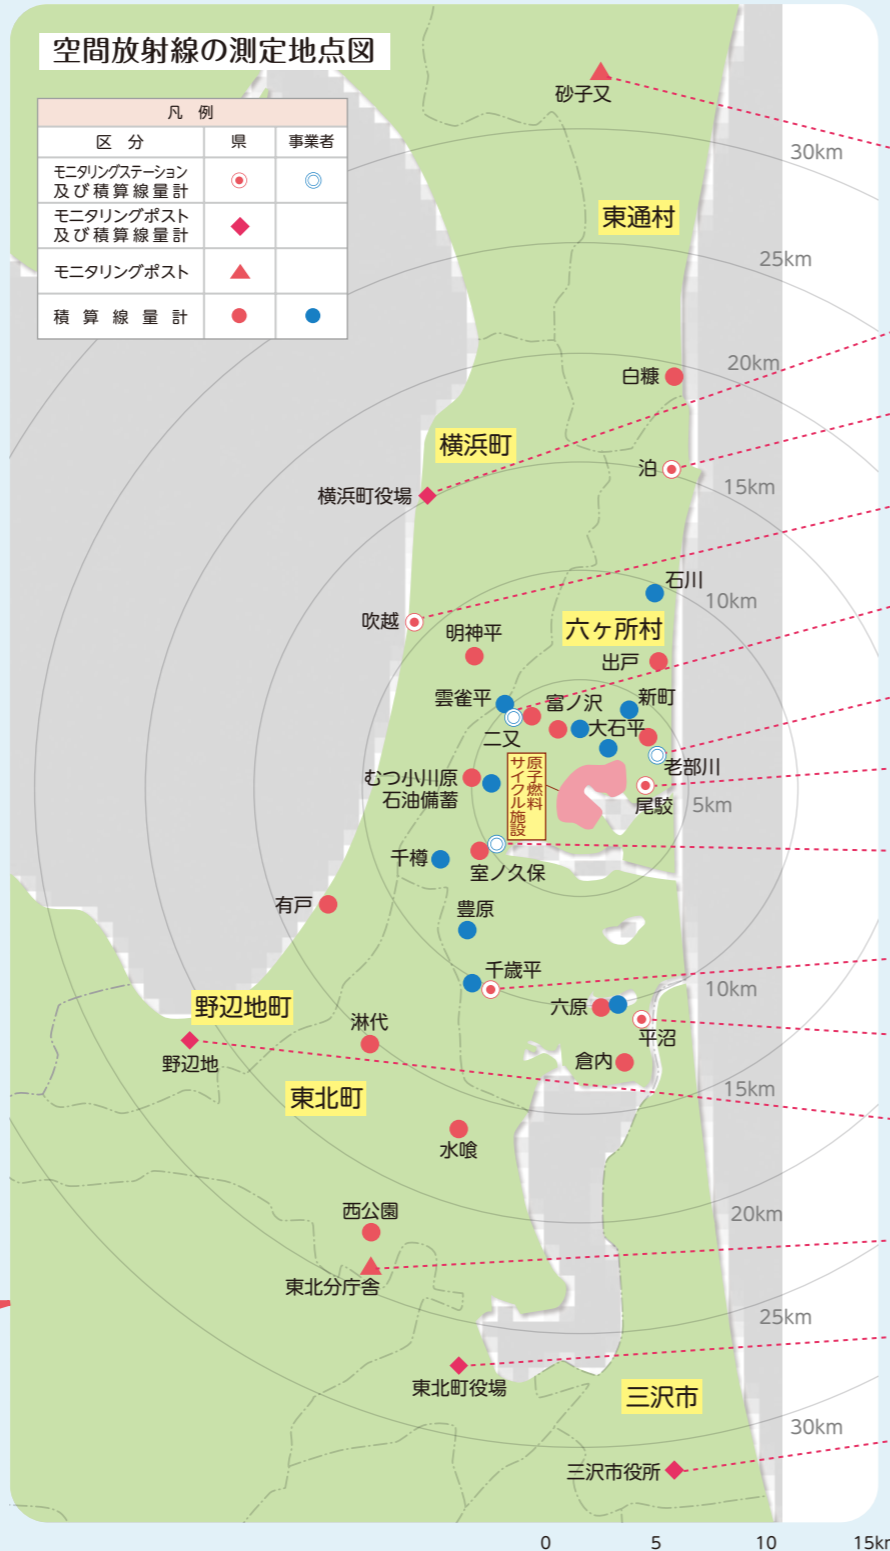 空間放射線の測定地点図
凡 例
区 分 県 事業者
モニタリングステーション
及び積算線量計
モニタリングポスト
及び積算線量計
モニタリングポスト
積算線量計
砂子又
30km
東通村
25km
20km
白糠
横浜町
泊
15km
横浜町役場
石川
10km
吹越
六ヶ所村
明神平
出戸
雲雀平
富ノ沢
新町
二又
大石平
老部川
原子燃料
サイクル施設
むつ小川原
石油備蓄
尾駮
5km
千樽
室ノ久保
有戸
豊原
千歳平
10km
野辺地町
六原
淋代
平沼
野辺地
倉内
15km
東北町
水喰
西公園
20km
東北分庁舎
25km
東北町役場
三沢市
30km
三沢市役所
0 5 10 15km